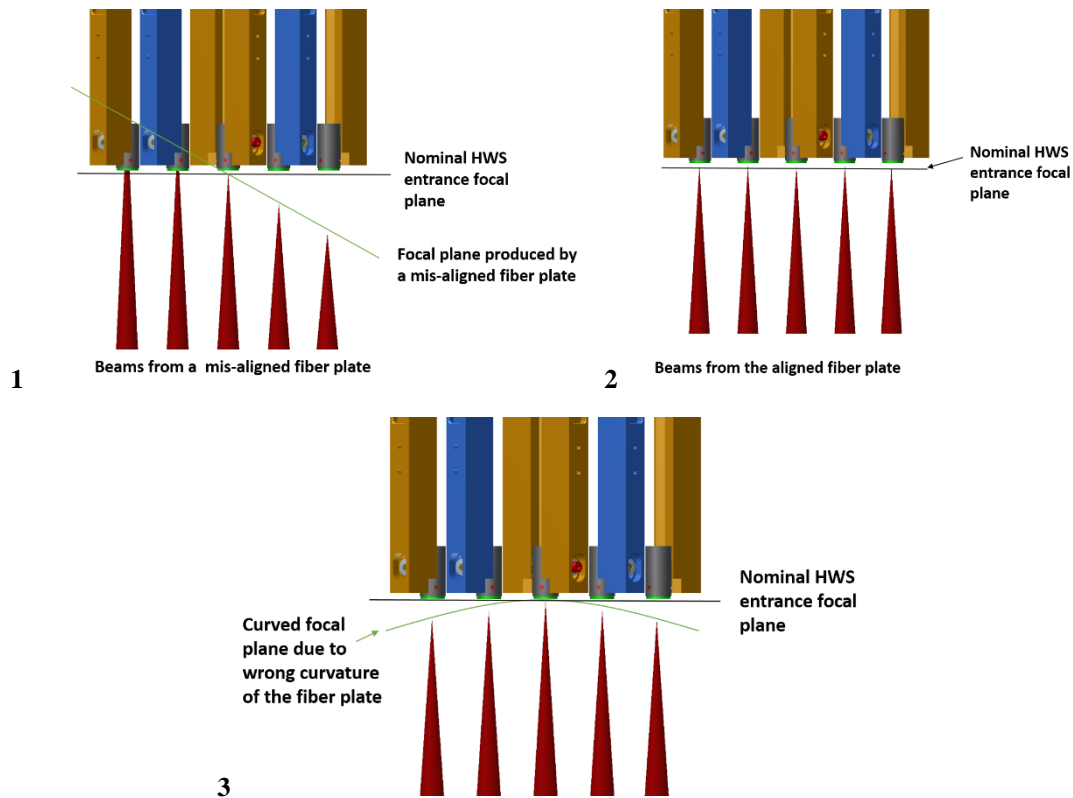 Nominal HWS
entrance focal
plane
Focal plane produced by
a mis-aligned fiber plate
Beams from a  mis-aligned fiber plate
1
Nominal HWS
entrance focal
plane
Beams from the aligned fiber plate
2
Nominal HWS
entrance focal
plane
Curved focal
plane due to
wrong curvature
of the fiber plate
3